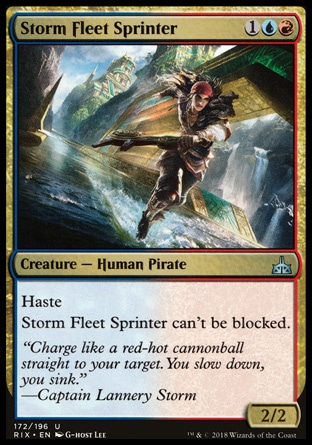 Storm Fleet Sprinter 1
Creature — Human Pirate
Haste
Storm Fleet Sprinter can't be blocked.
“Charge like a red-hot cannonball
straight to your target. You slow down,
you sink.”
—Captain Lannery Storm
2/2
172/196 U
RIX • EN G-host Lee
™ & © 2018 Wizards of the Coast